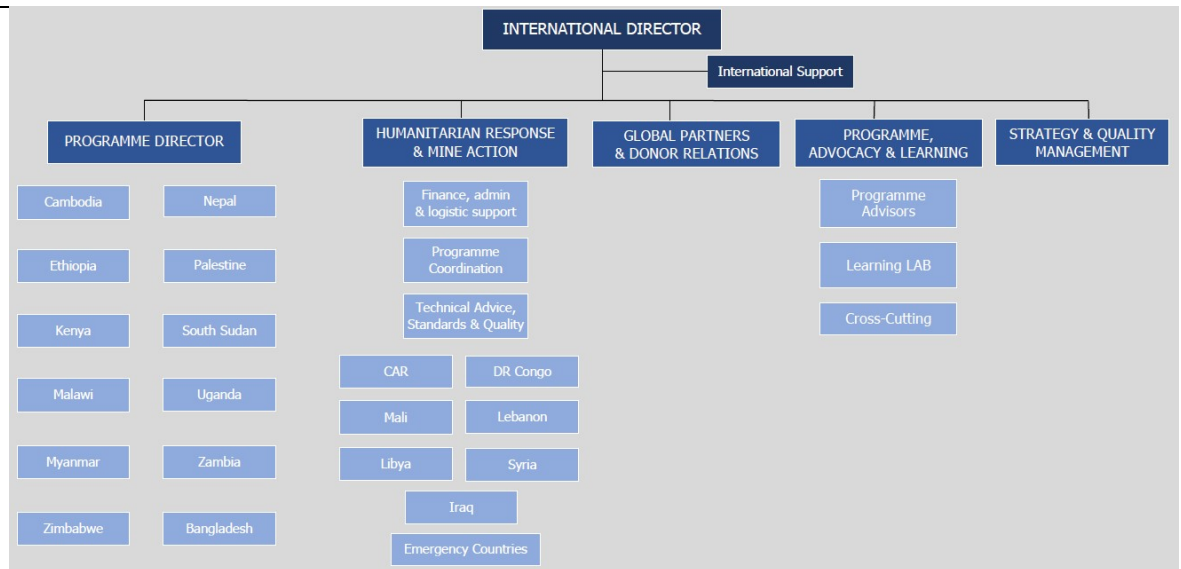 INTERNATIONAL DIRECTOR
International Support
PROGRAMME DIRECTOR
Cambodia
Nepal
Ethiopia
Palestine
Kenya
South Sudan
Malawi
Uganda
Myanmar
Zambia
Zimbabwe
Bangladesh
HUMANITARIAN RESPONSE
& MINE ACTION
Finance, admin
& logistic support
Programme
Coordination
Technical Advice,
Standards & Quality
CAR
DR Congo
Mali
Lebanon
Libya
Syria
Iraq
Emergency Countries
GLOBAL PARTNERS
& DONOR RELATIONS
PROGRAMME,
ADVOCACY & LEARNING
Programme
Advisors
Learning LAB
Cross-Cutting
STRATEGY & QUALITY
MANAGEMENT